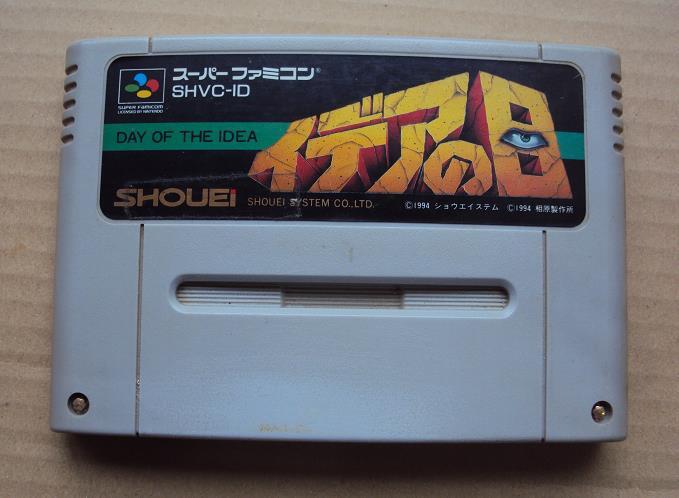 スーパーファミコン®
SHVC-ID
SUPER FAMICOM
LICENSED BY NINTENDO
DAY OF THE IDEA
イデアの日
SHOUEi SHOUEI SYSTEM CO., LTD.
©1994 ショウエイステム ©1994 相原製作所